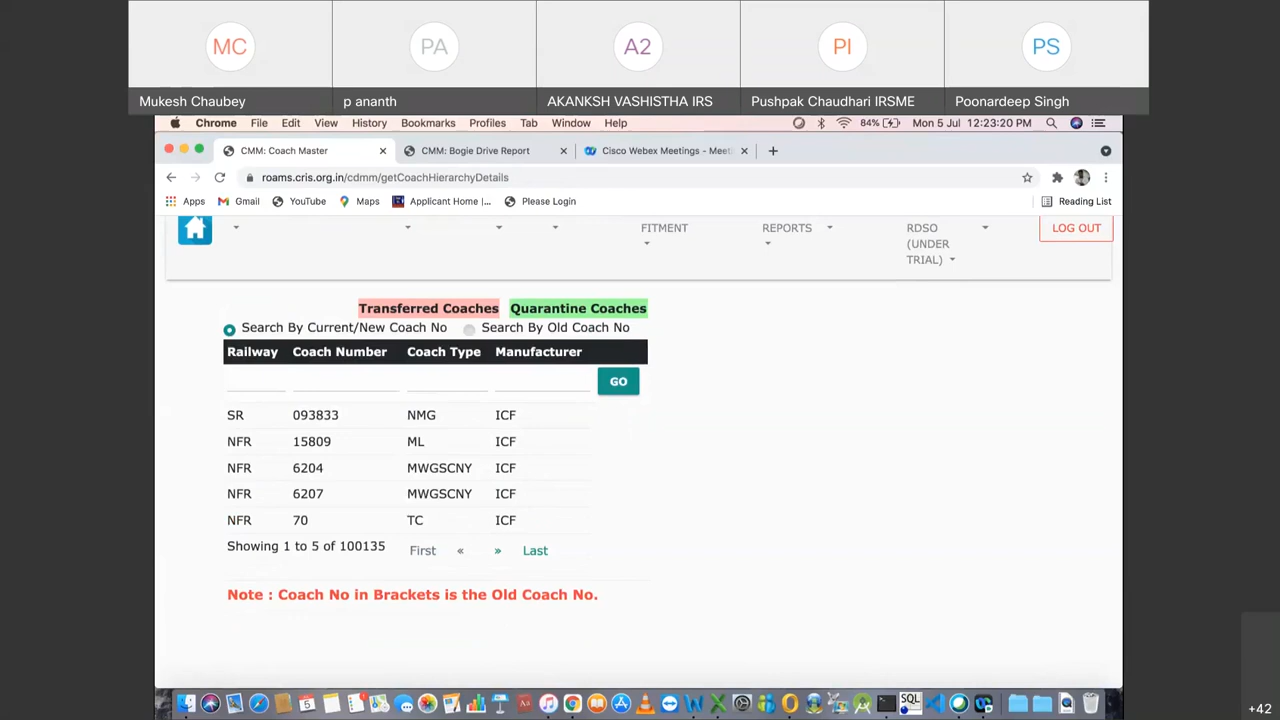 MC PA A2 PI PS
Mukesh Chaubey p ananth AKANKSH VASHISTHA IRS Pushpak Chaudhari IRSME Poonardeep Singh
Chrome File Edit View History Bookmarks Profiles Tab Window Help 84% Mon 5 Jul 12:23:20 PM
CMM: Coach Master CMM: Bogie Drive Report Cisco Webex Meetings - Meeti
roams.cris.org.in/cdmm/getCoachHierarchyDetails
Apps Gmail YouTube Maps Applicant Home |... Please Login Reading List
FITMENT REPORTS RDSO (UNDER TRIAL) LOG OUT
Transferred Coaches Quarantine Coaches
Search By Current/New Coach No Search By Old Coach No
Railway Coach Number Coach Type Manufacturer
GO
SR 093833 NMG ICF
NFR 15809 ML ICF
NFR 6204 MWGSCNY ICF
NFR 6207 MWGSCNY ICF
NFR 70 TC ICF
Showing 1 to 5 of 100135 First « » Last
Note : Coach No in Brackets is the Old Coach No.
SQL
+42